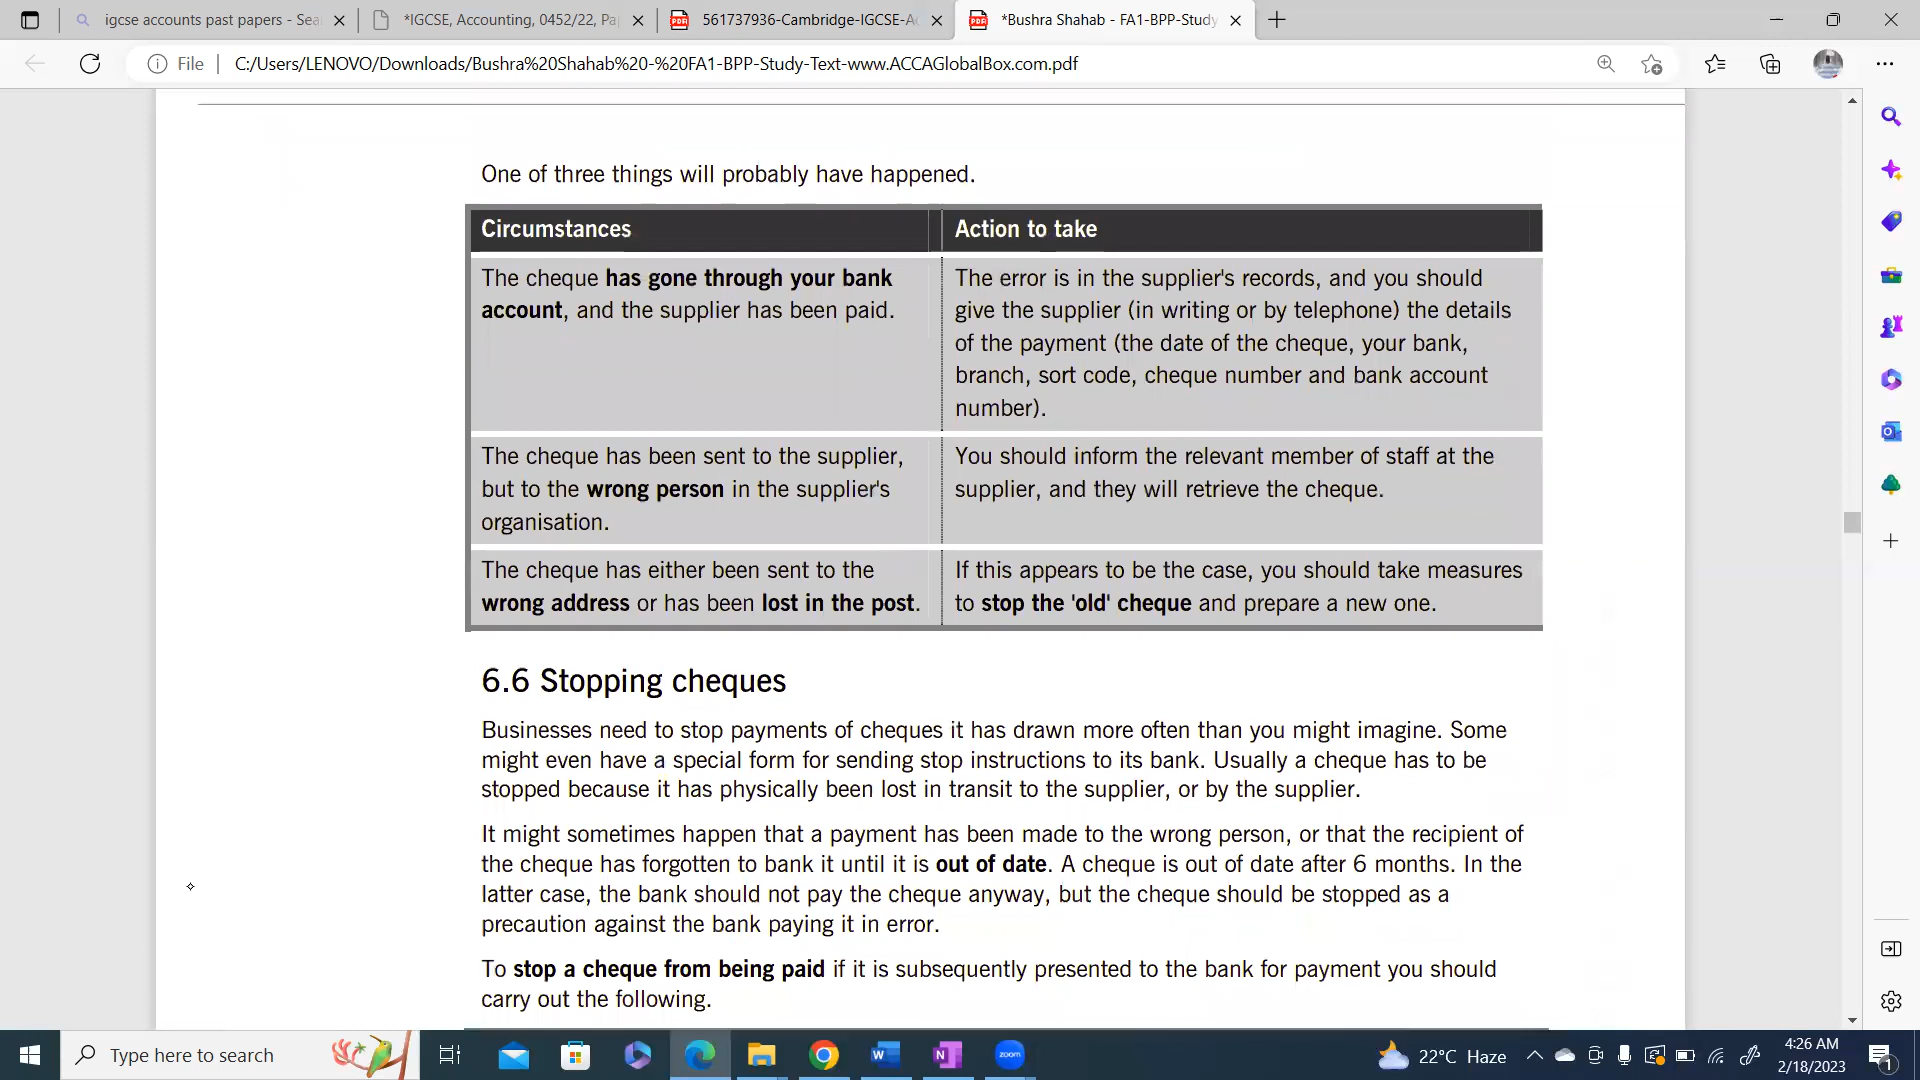 igcse accounts past papers - Sea
*IGCSE, Accounting, 0452/22, Pa
561737936-Cambridge-IGCSE-Ac
*Bushra Shahab - FA1-BPP-Study
File
C:/Users/LENOVO/Downloads/Bushra%20Shahab%20-%20FA1-BPP-Study-Text-www.ACCAGlobalBox.com.pdf
One of three things will probably have happened.
Circumstances
Action to take
The cheque has gone through your bank
account, and the supplier has been paid.
The error is in the supplier's records, and you should
give the supplier (in writing or by telephone) the details
of the payment (the date of the cheque, your bank,
branch, sort code, cheque number and bank account
number).
The cheque has been sent to the supplier,
but to the wrong person in the supplier's
organisation.
You should inform the relevant member of staff at the
supplier, and they will retrieve the cheque.
The cheque has either been sent to the
wrong address or has been lost in the post.
If this appears to be the case, you should take measures
to stop the 'old' cheque and prepare a new one.
6.6 Stopping cheques
Businesses need to stop payments of cheques it has drawn more often than you might imagine. Some
might even have a special form for sending stop instructions to its bank. Usually a cheque has to be
stopped because it has physically been lost in transit to the supplier, or by the supplier.
It might sometimes happen that a payment has been made to the wrong person, or that the recipient of
the cheque has forgotten to bank it until it is out of date. A cheque is out of date after 6 months. In the
latter case, the bank should not pay the cheque anyway, but the cheque should be stopped as a
precaution against the bank paying it in error.
To stop a cheque from being paid if it is subsequently presented to the bank for payment you should
carry out the following.
Type here to search
zoom
22°C Haze
4:26 AM
2/18/2023
1